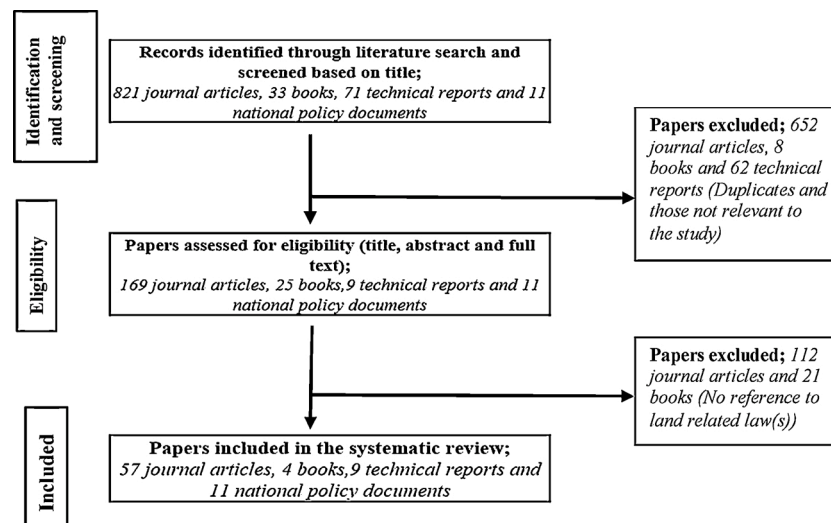 Identification
and screening
Records identified through literature search and
screened based on title;
821 journal articles, 33 books, 71 technical reports and 11
national policy documents
Papers excluded; 652
journal articles, 8
books and 62 technical
reports (Duplicates and
those not relevant to
the study)
Eligibility
Papers assessed for eligibility (title, abstract and full
text);
169 journal articles, 25 books,9 technical reports and 11
national policy documents
Papers excluded; 112
journal articles and 21
books (No reference to
land related law(s))
Included
Papers included in the systematic review;
57 journal articles, 4 books,9 technical reports and
11 national policy documents